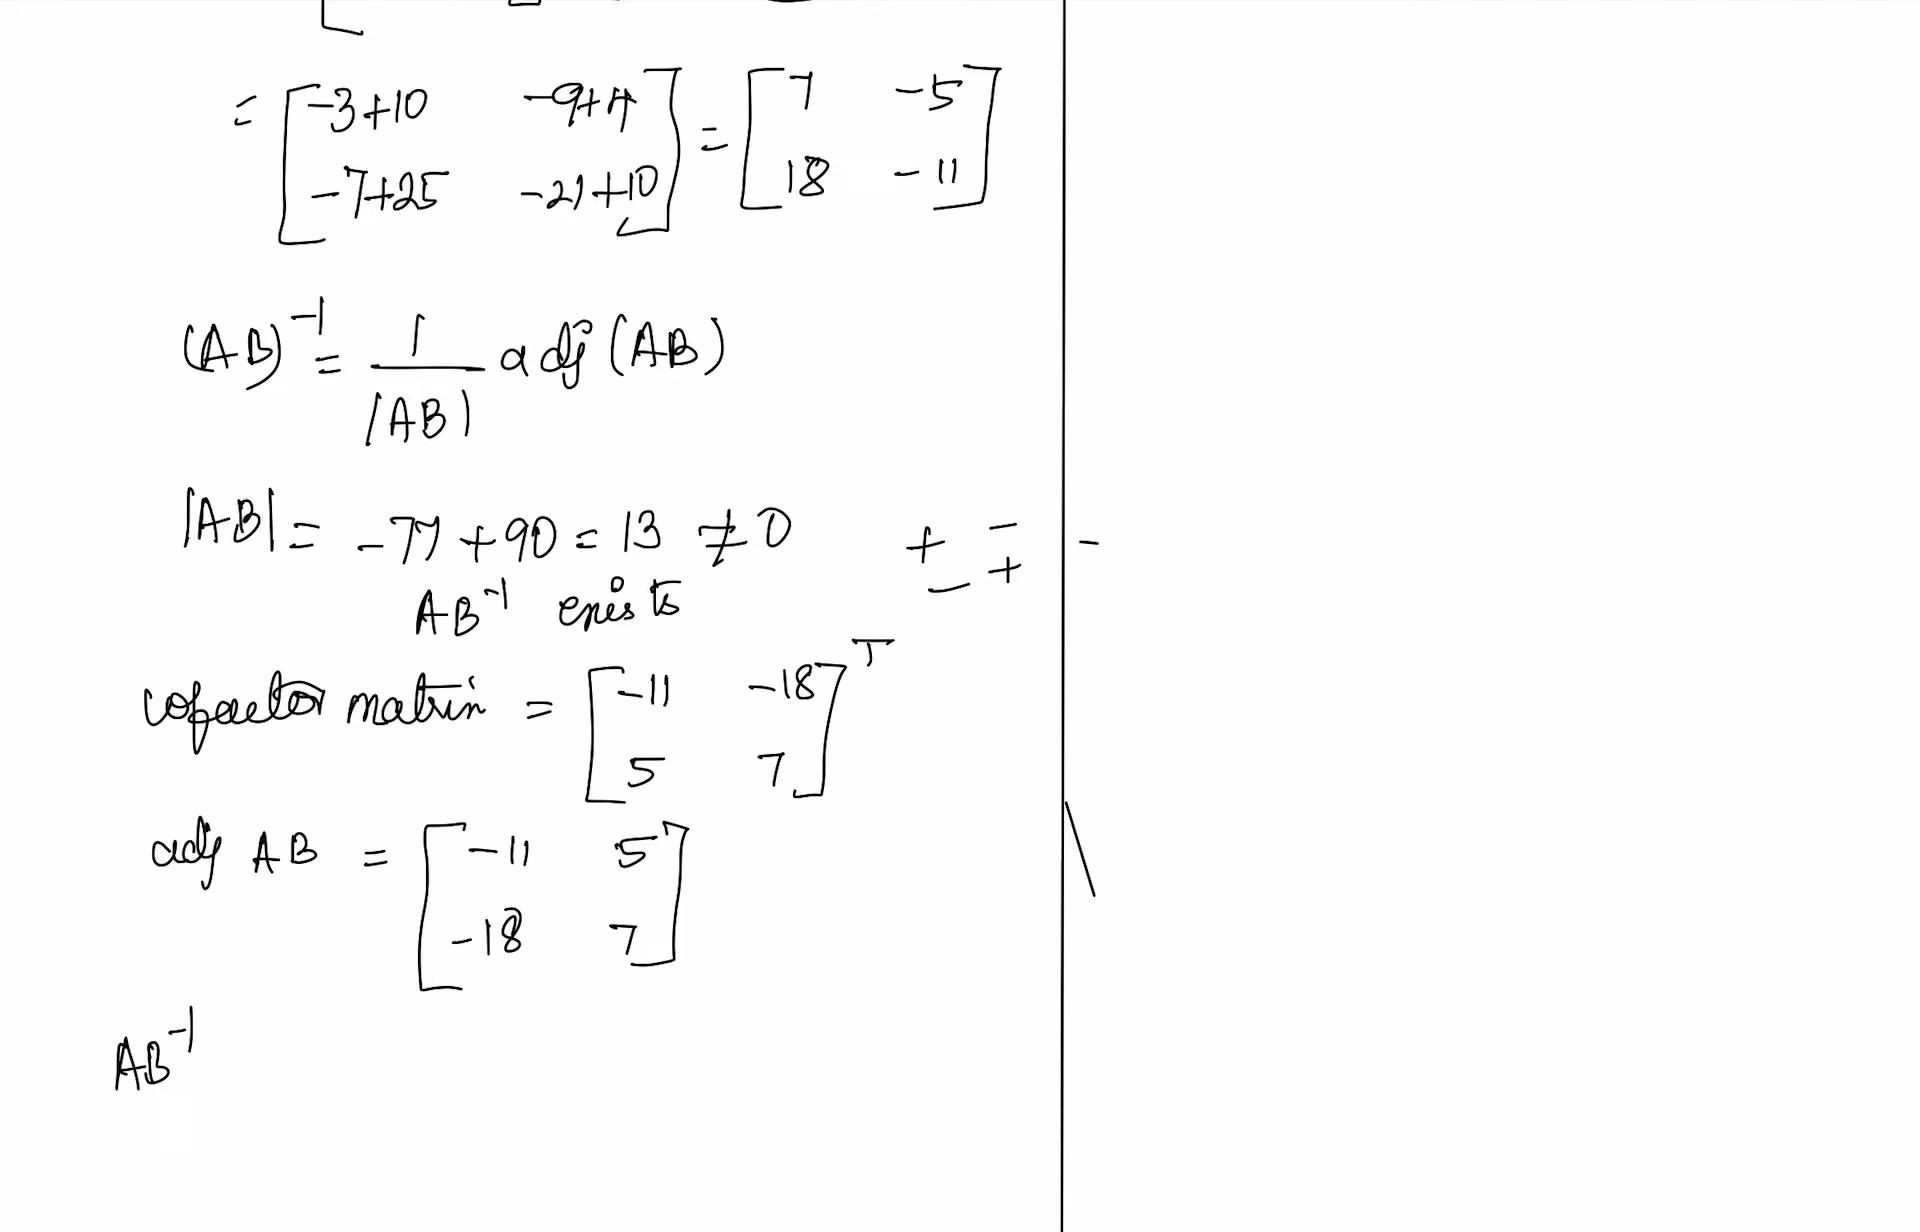 = [-3+10 -9+4
-7+25 -21+10] = [7 -5
18 -11]
(AB)⁻¹ = 1/|AB| adj (AB)
|AB| = -77 + 90 = 13 ≠ 0 + - -
- +
AB⁻¹ exists
cofactor matrix = [-11 -18
5 7]ᵀ
adj AB = [-11 5
-18 7]
AB⁻¹